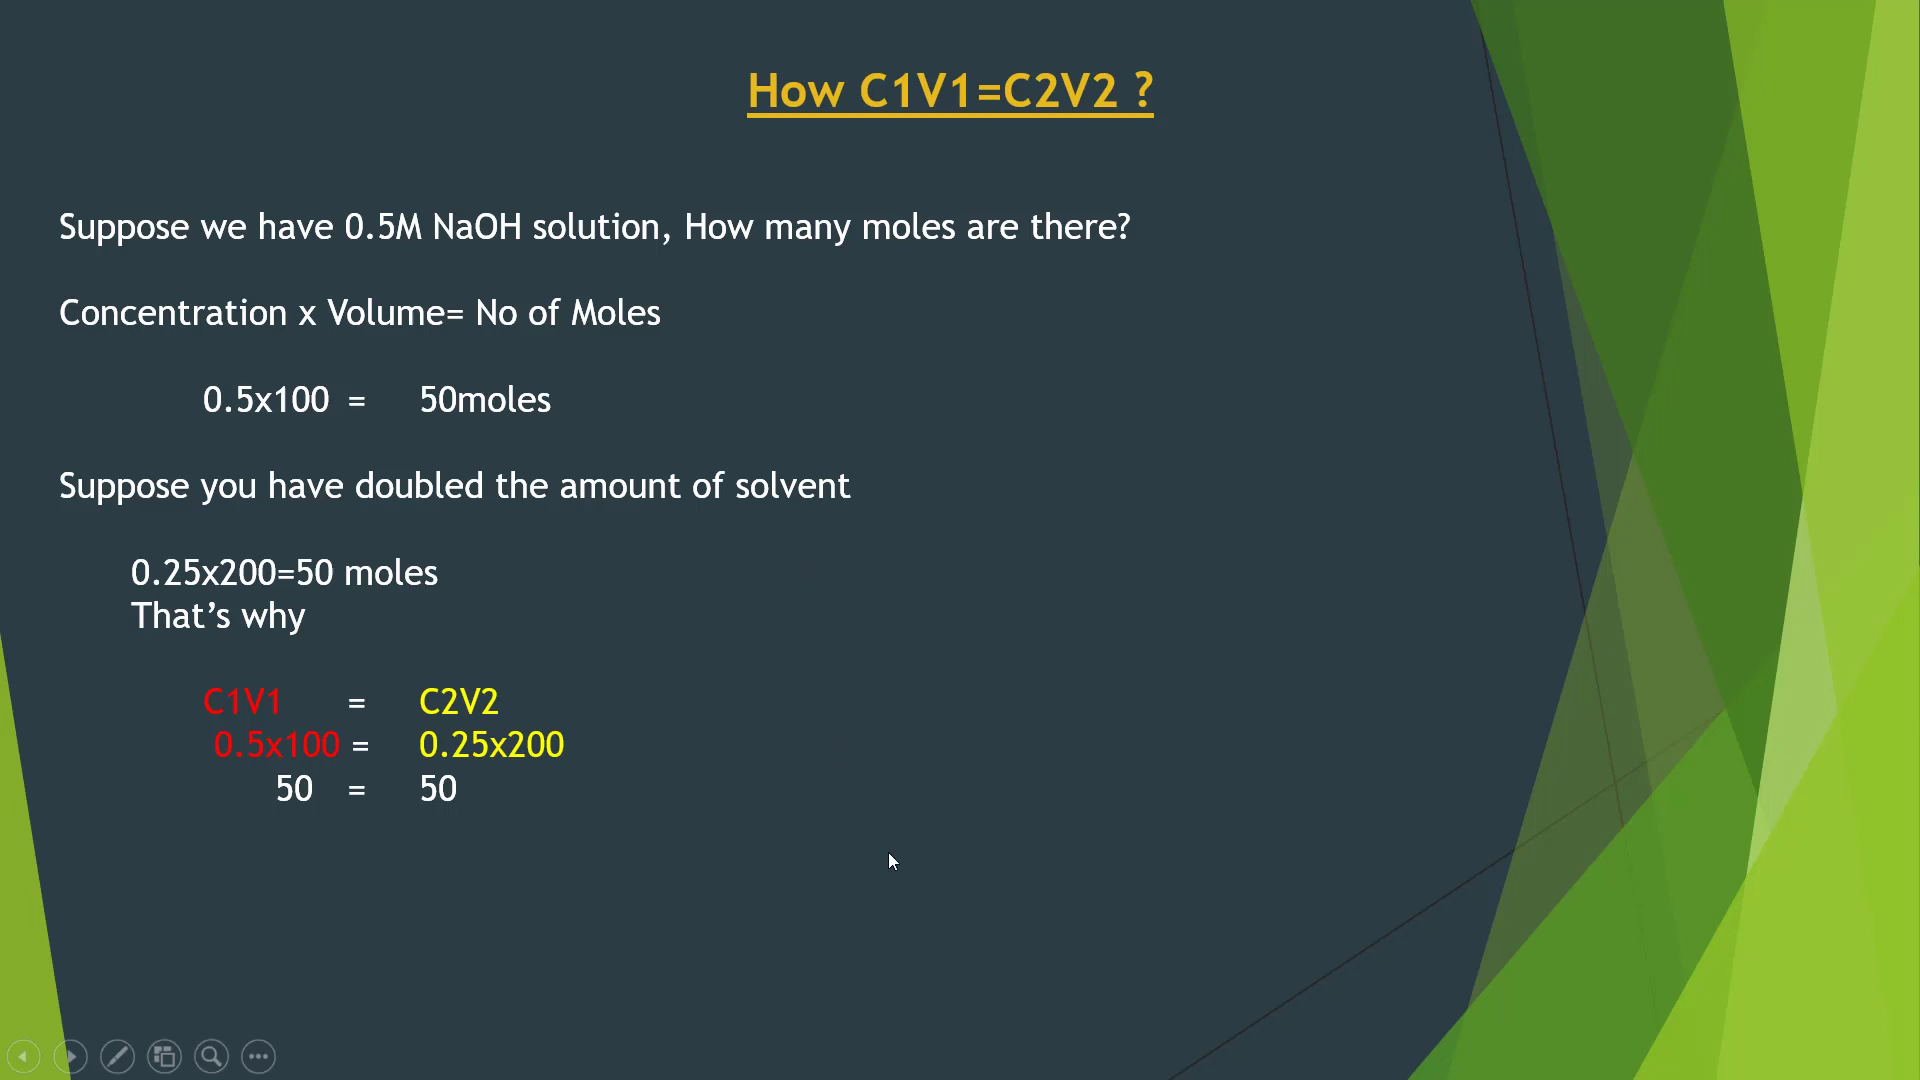 How C1V1=C2V2 ?
Suppose we have 0.5M NaOH solution, How many moles are there?
Concentration x Volume= No of Moles
0.5x100 = 50moles
Suppose you have doubled the amount of solvent
0.25x200=50 moles
That’s why
C1V1 = C2V2
0.5x100 = 0.25x200
50 = 50